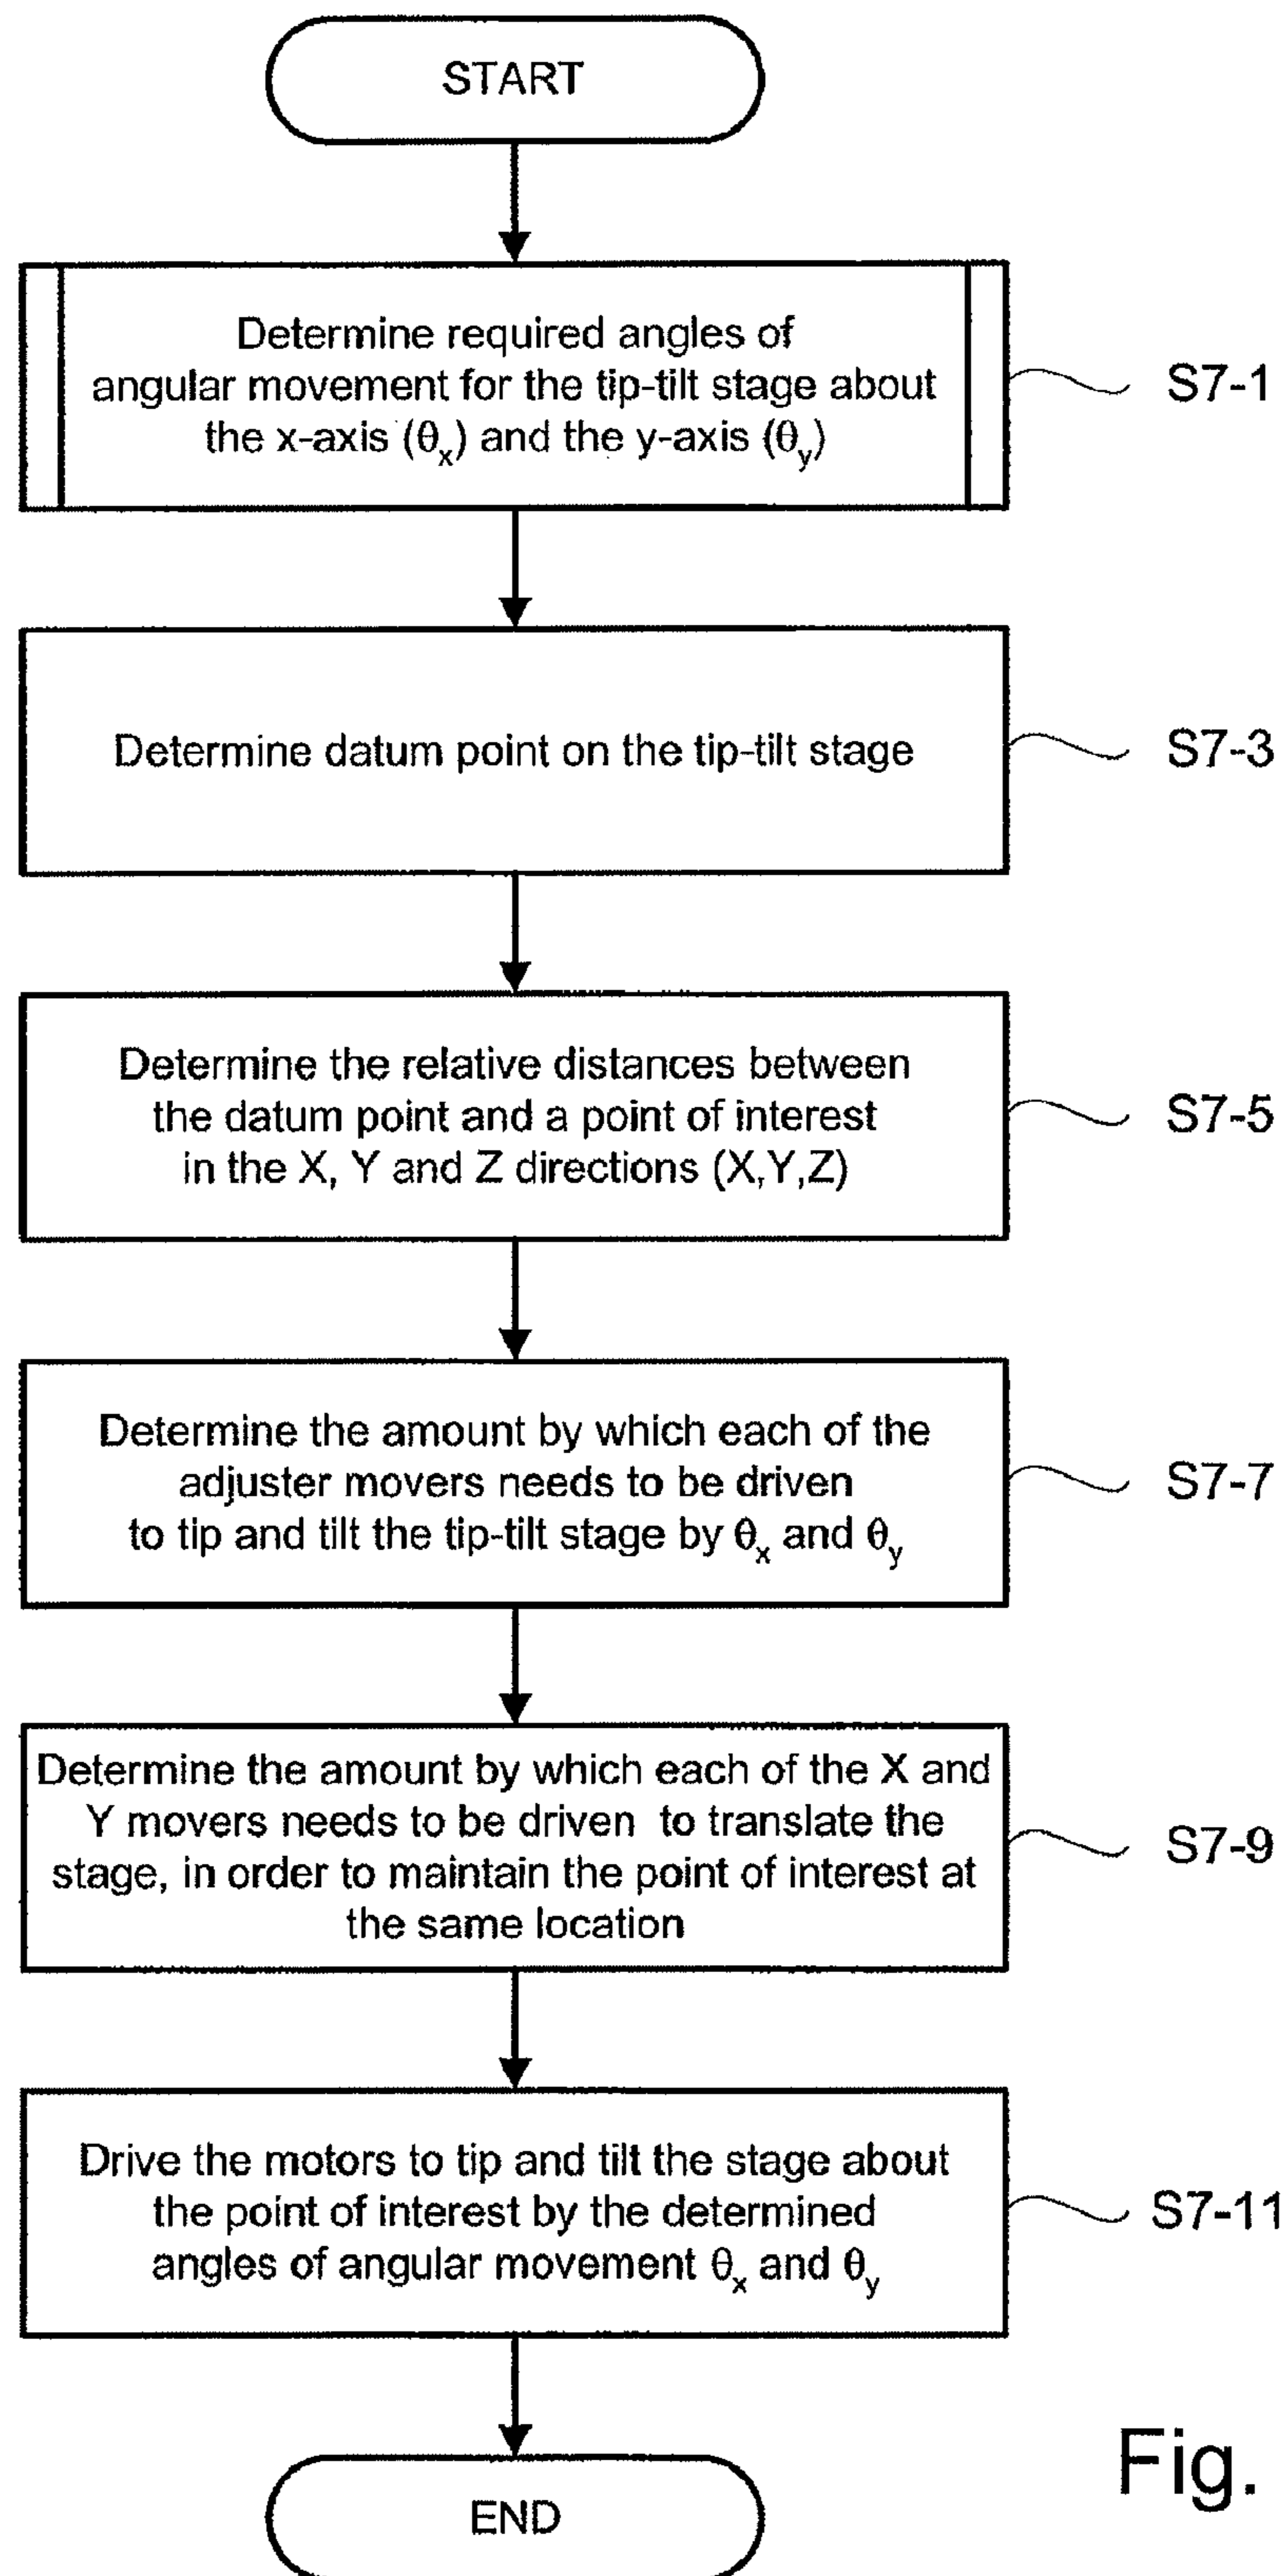 START
Determine required angles of
angular movement for the tip-tilt stage about
the x-axis (θx) and the y-axis (θy)
S7-1
Determine datum point on the tip-tilt stage
S7-3
Determine the relative distances between
the datum point and a point of interest
in the X, Y and Z directions (X,Y,Z)
S7-5
Determine the amount by which each of the
adjuster movers needs to be driven
to tip and tilt the tip-tilt stage by θx and θy
S7-7
Determine the amount by which each of the X and
Y movers needs to be driven to translate the
stage, in order to maintain the point of interest at
the same location
S7-9
Drive the motors to tip and tilt the stage about
the point of interest by the determined
angles of angular movement θx and θy
S7-11
END
Fig.